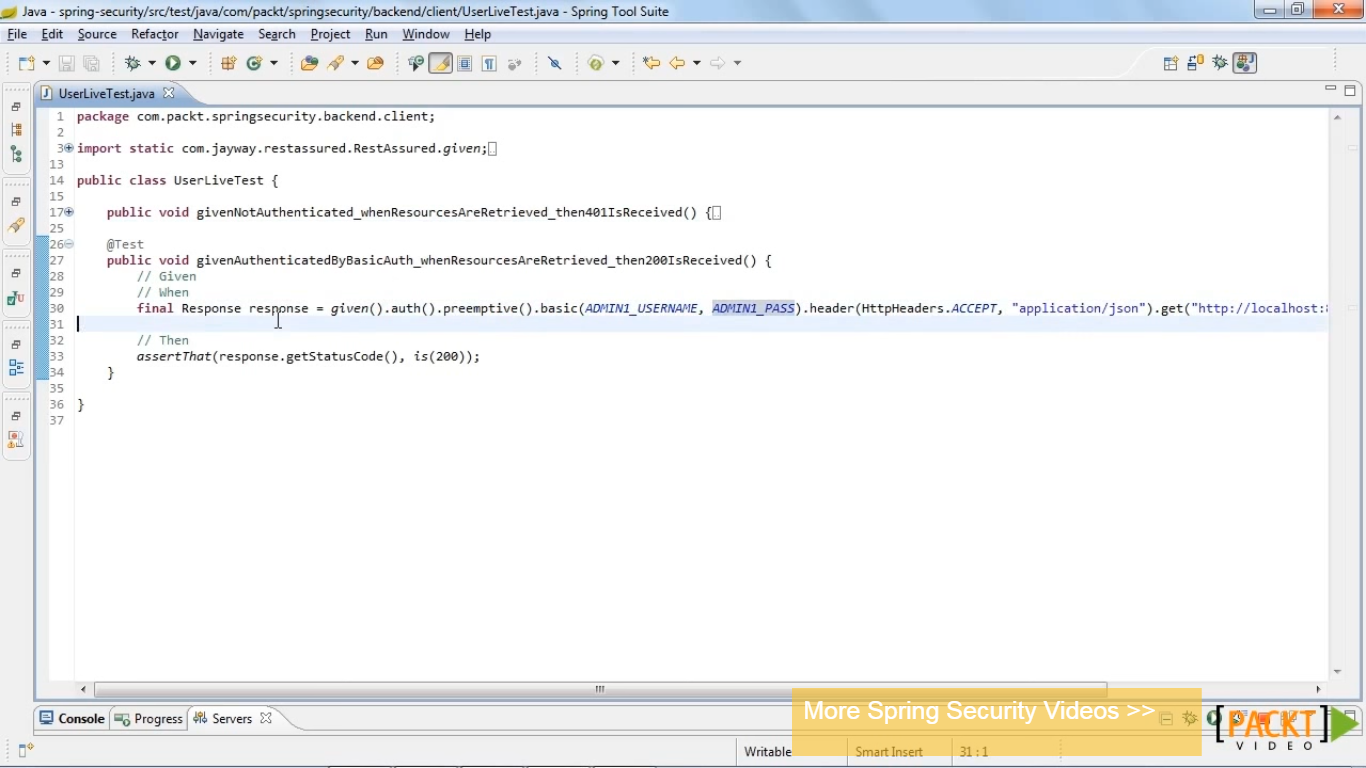 Java - spring-security/src/test/java/com/packt/springsecurity/backend/client/UserLiveTest.java - Spring Tool Suite
File Edit Source Refactor Navigate Search Project Run Window Help
UserLiveTest.java
1 package com.packt.springsecurity.backend.client;
2
3 import static com.jayway.restassured.RestAssured.given;
13
14 public class UserLiveTest {
15
17 public void givenNotAuthenticated_whenResourcesAreRetrieved_then401IsReceived() {
25
26 @Test
27 public void givenAuthenticatedByBasicAuth_whenResourcesAreRetrieved_then200IsReceived() {
28 // Given
29 // When
30 final Response response = given().auth().preemptive().basic(ADMIN1_USERNAME, ADMIN1_PASS).header(HttpHeaders.ACCEPT, "application/json").get("http://localhost:
31
32 // Then
33 assertThat(response.getStatusCode(), is(200));
34 }
35
36 }
37
Console Progress Servers
More Spring Security Videos >>
[PACKT]
VIDEO
Writable Smart Insert 31 : 1